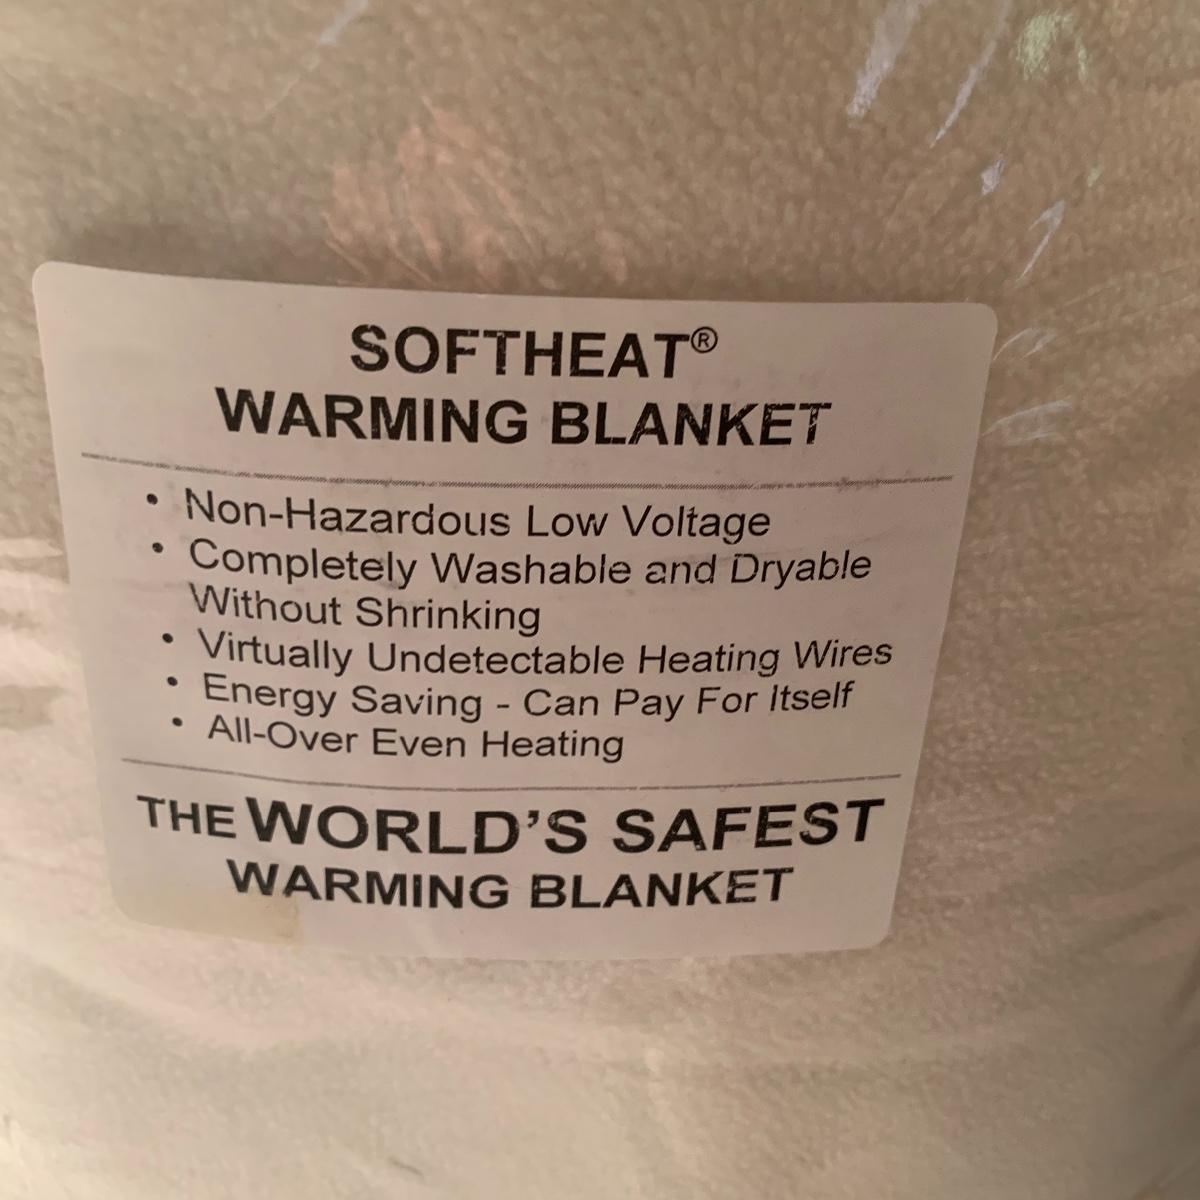 SOFTHEAT®
WARMING BLANKET
• Non-Hazardous Low Voltage
• Completely Washable and Dryable
Without Shrinking
• Virtually Undetectable Heating Wires
• Energy Saving - Can Pay For Itself
• All-Over Even Heating
THE WORLD'S SAFEST
WARMING BLANKET